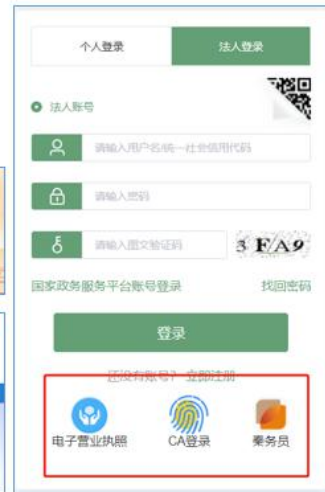 个人登录 法人登录
法人账号
请输入用户名/统一社会信用代码
请输入密码
请输入图文验证码 3 FA9
国家政务服务平台账号登录 找回密码
登录
还没有账号? 立即注册
电子营业执照 CA登录 秦务员